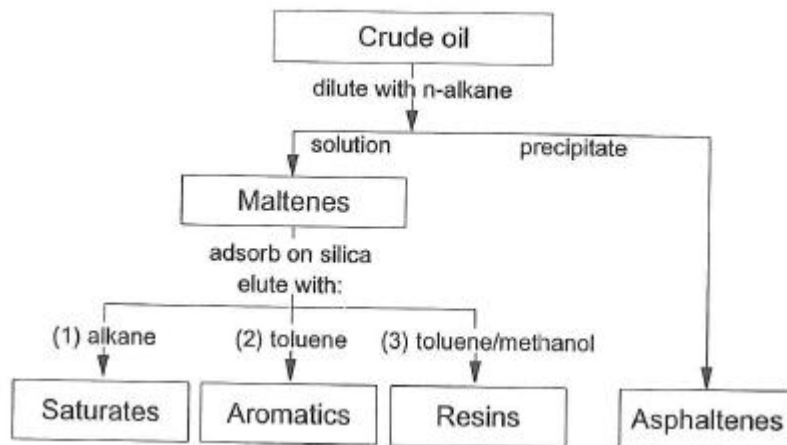 Crude oil
dilute with n-alkane
solution
precipitate
Maltenes
adsorb on silica
elute with:
(1) alkane
(2) toluene
(3) toluene/methanol
Saturates
Aromatics
Resins
Asphaltenes